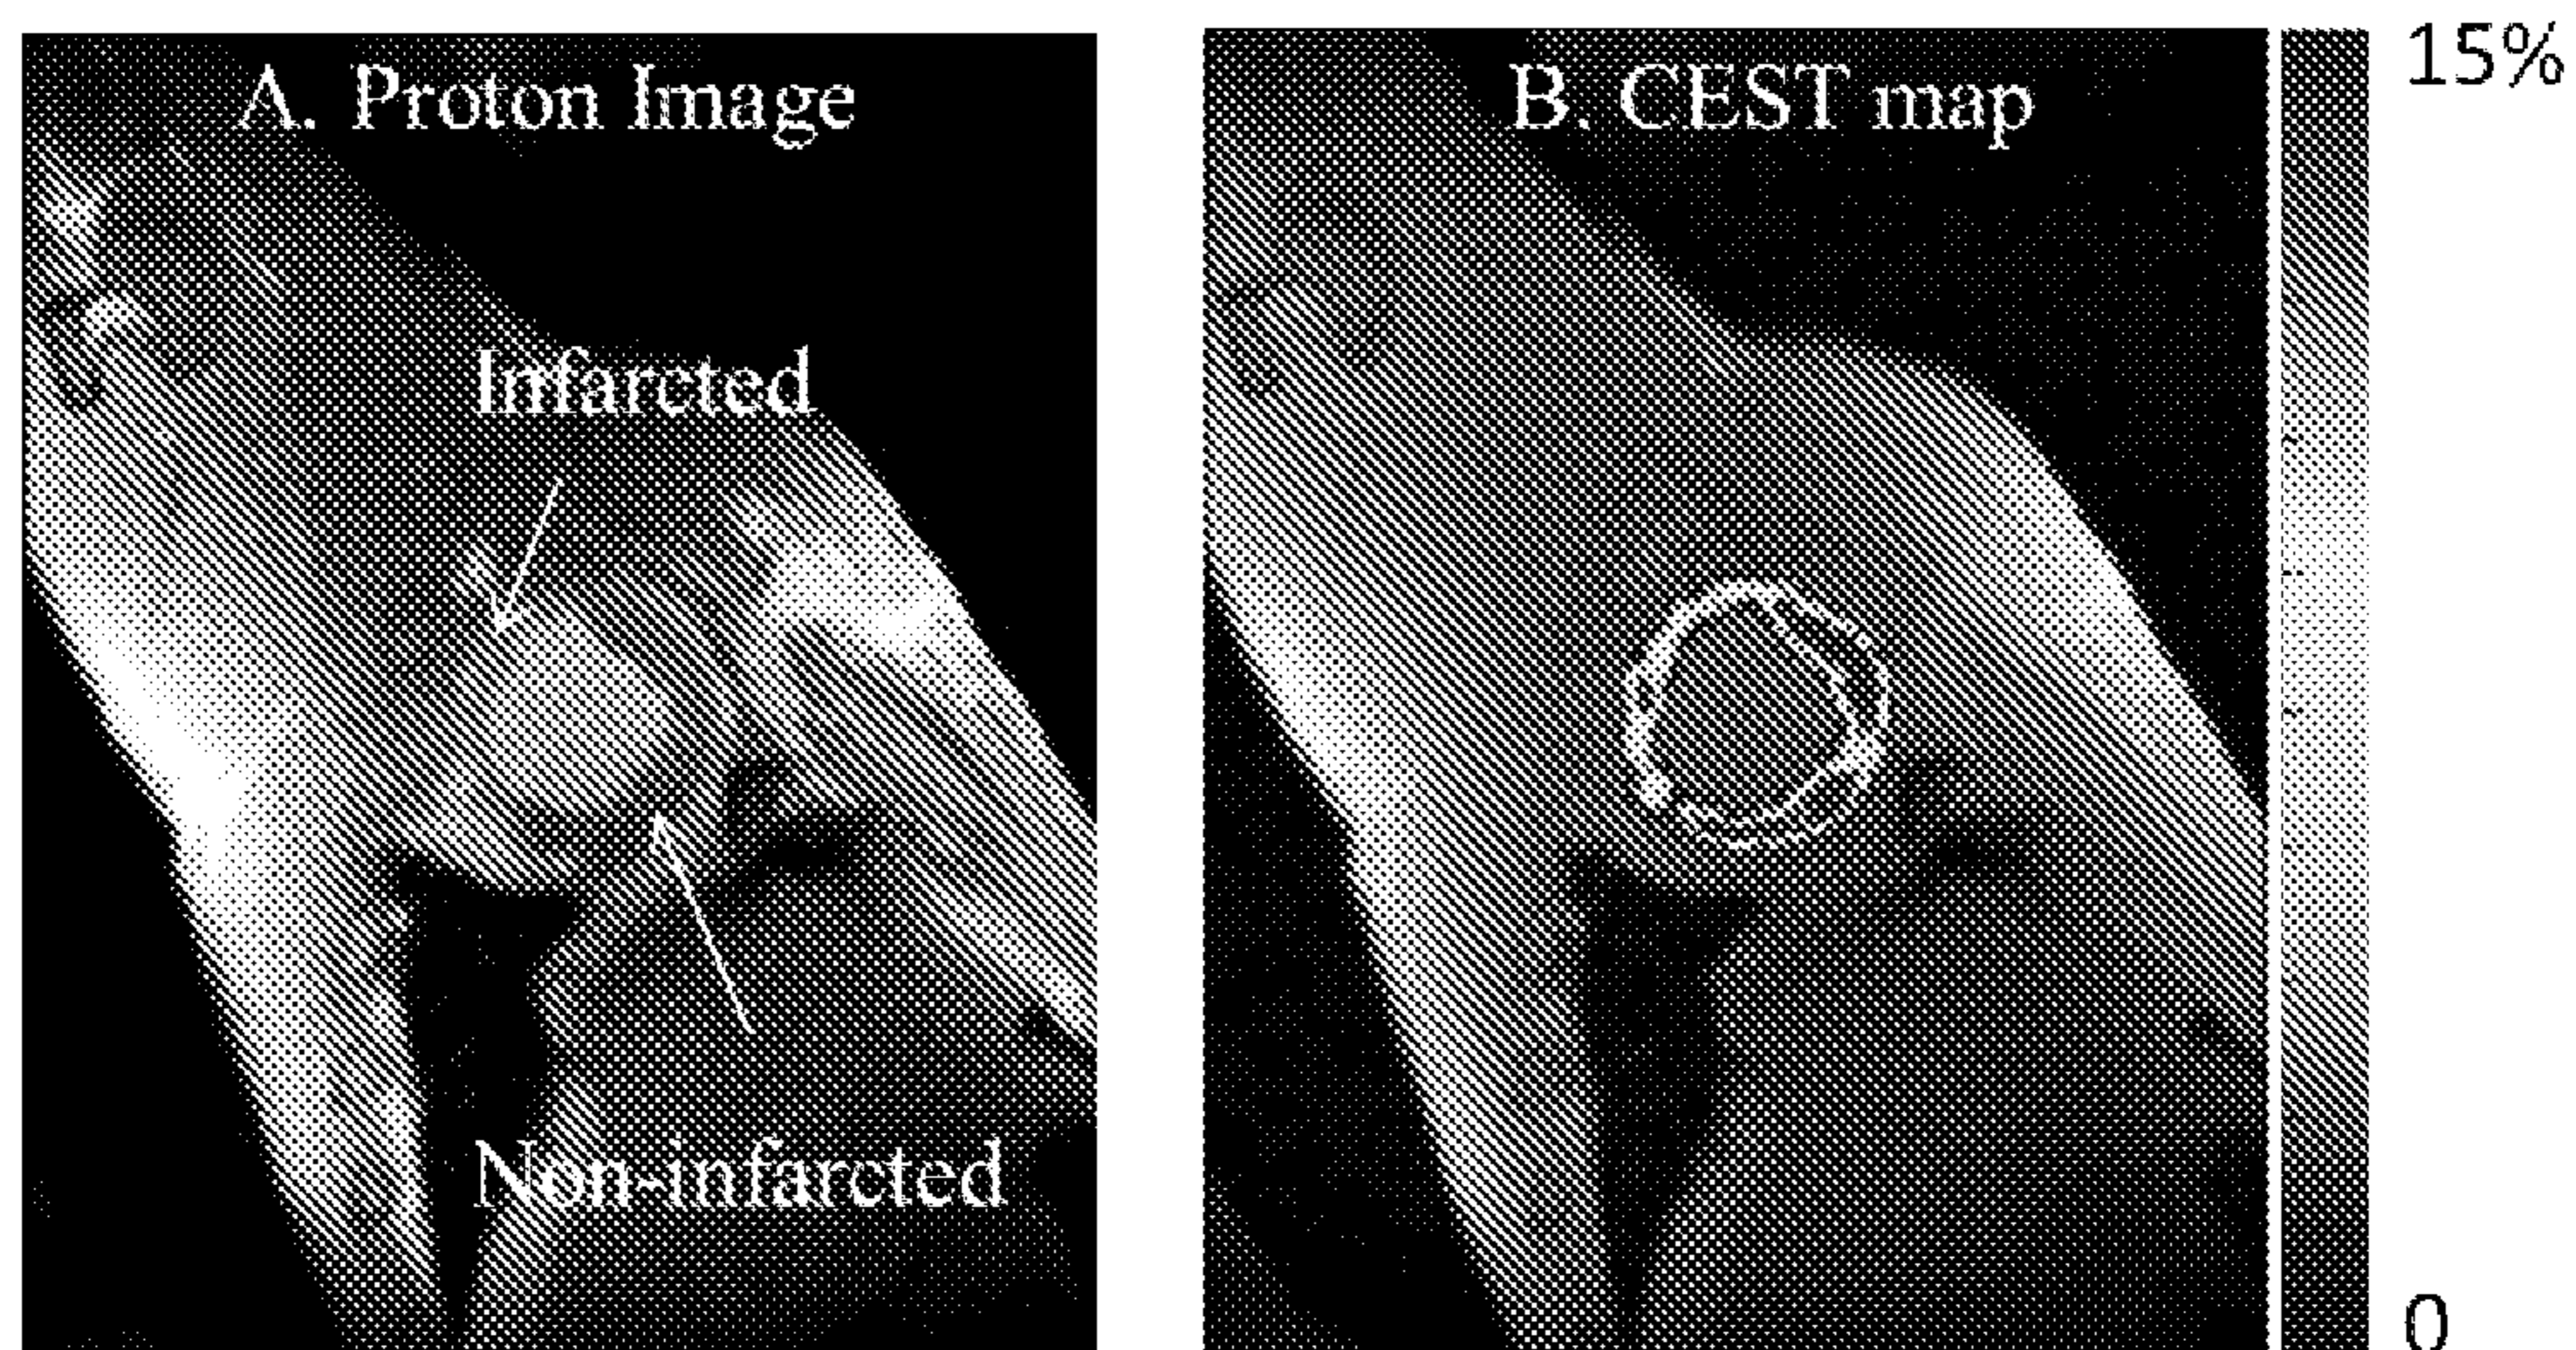 A. Proton Image
Infarcted
Non-infarcted
B. CEST map
15%
0